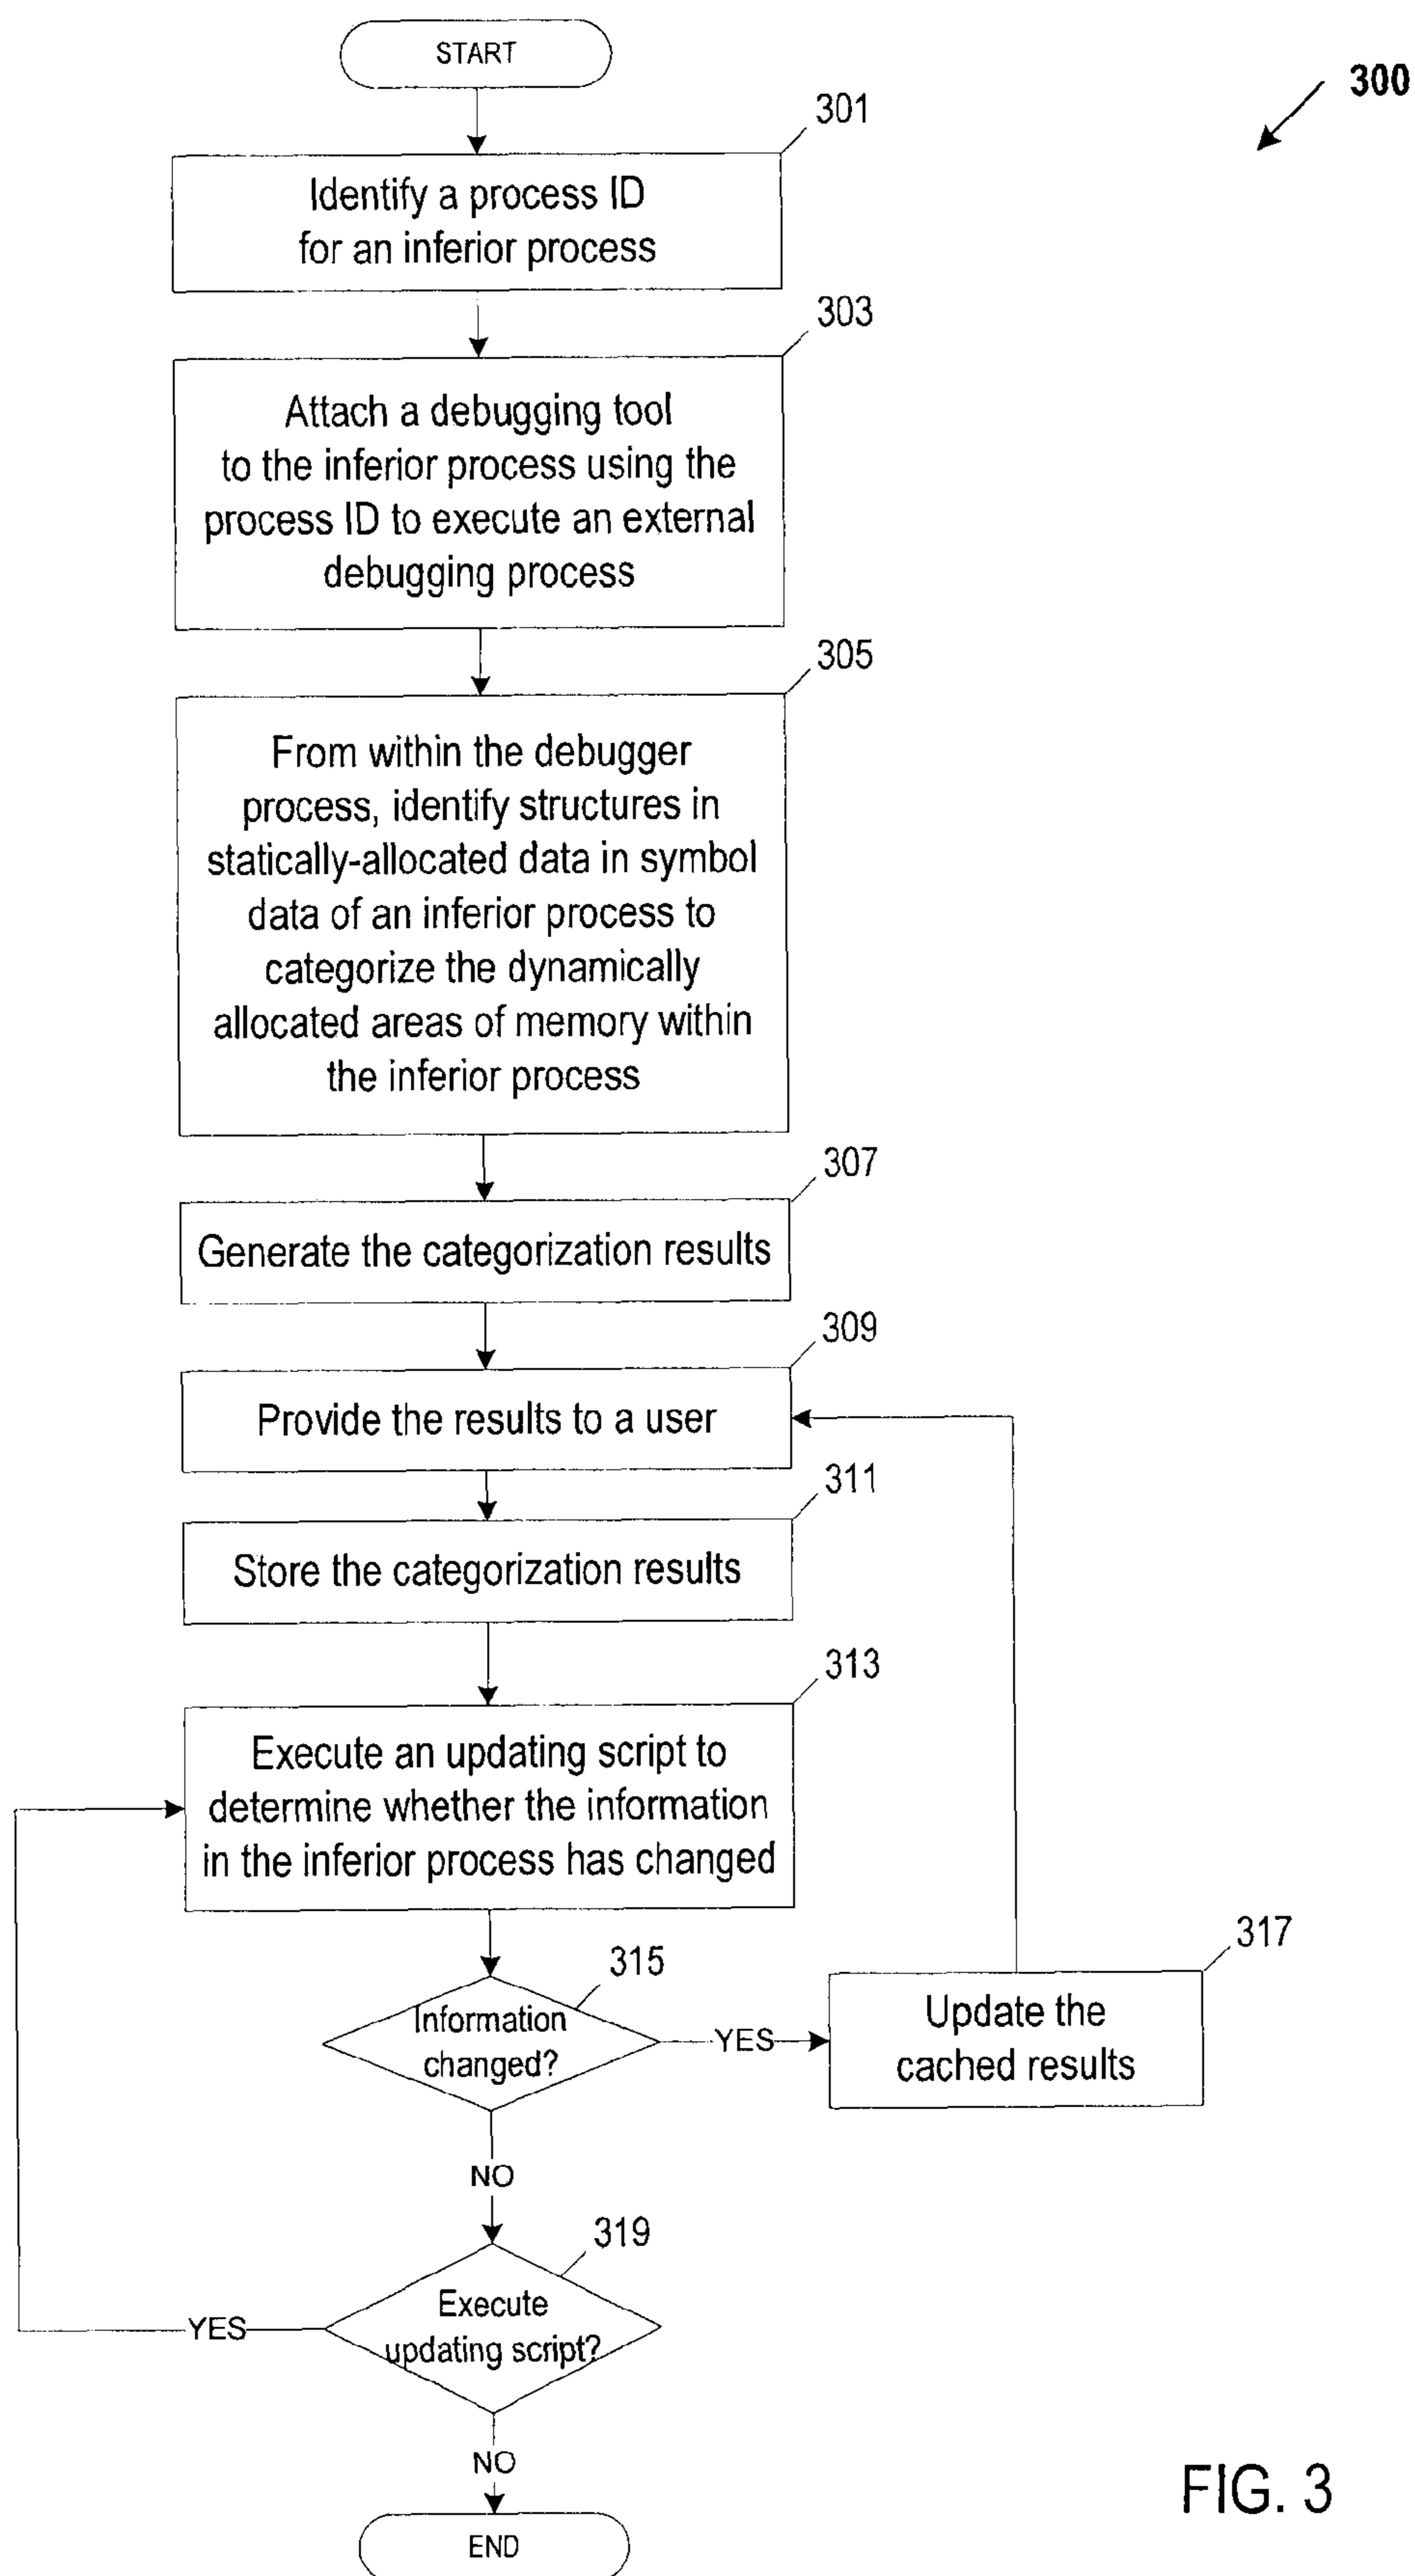 START
300
301
Identify a process ID
for an inferior process
303
Attach a debugging tool
to the inferior process using the
process ID to execute an external
debugging process
305
From within the debugger
process, identify structures in
statically-allocated data in symbol
data of an inferior process to
categorize the dynamically
allocated areas of memory within
the inferior process
307
Generate the categorization results
309
Provide the results to a user
311
Store the categorization results
313
Execute an updating script to
determine whether the information
in the inferior process has changed
315
Information
changed?
YES
317
Update the
cached results
NO
319
Execute
updating script?
YES
NO
END
FIG. 3